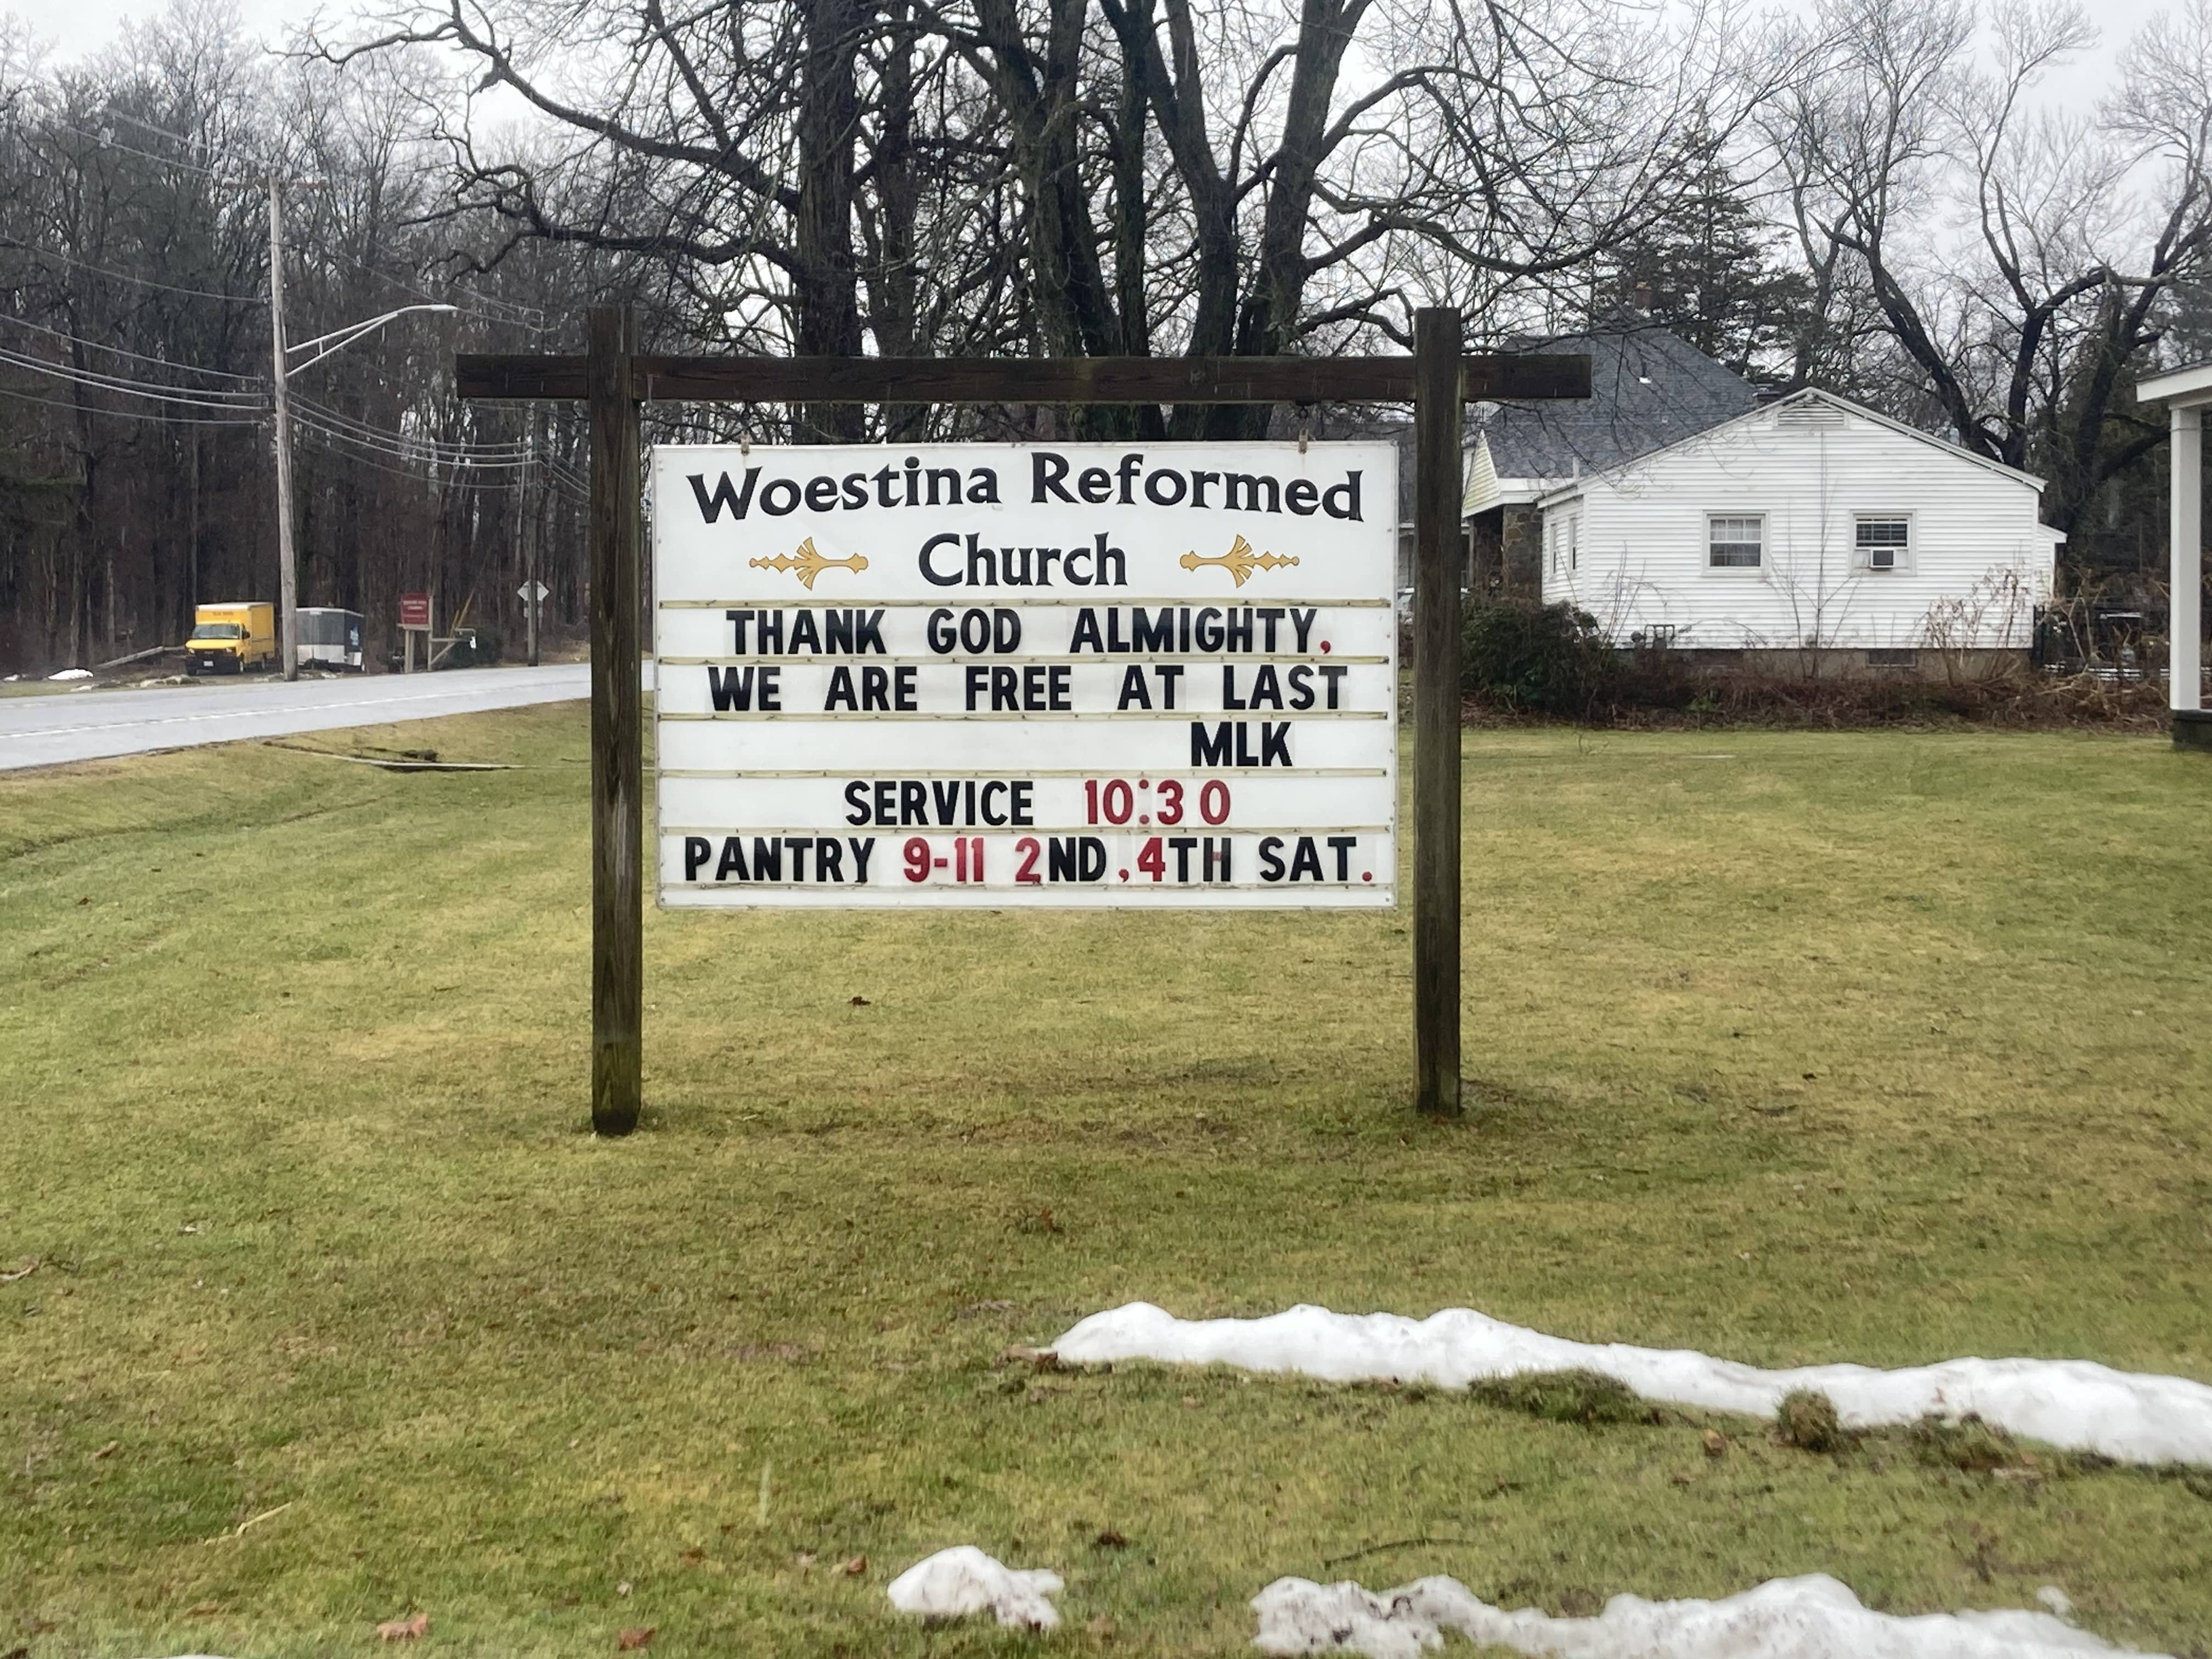 Woestina Reformed
Church
THANK GOD ALMIGHTY,
WE ARE FREE AT LAST
MLK
SERVICE 10:30
PANTRY 9-11 2ND,4TH SAT.